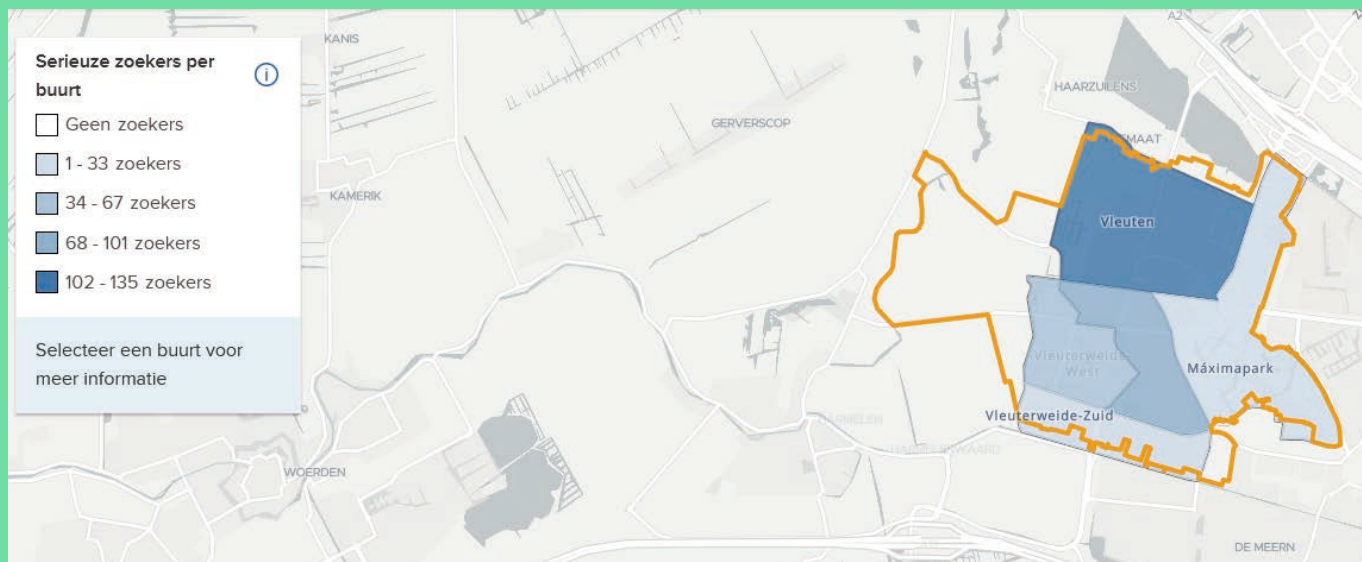 Serieuze zoekers per
buurt
Geen zoekers
1 - 33 zoekers
34 - 67 zoekers
68 - 101 zoekers
102 - 135 zoekers
Selecteer een buurt voor
meer informatie
KANIS
KAMERIK
GERVERSCOP
WOERDEN
A2
HAARZUILENS
Vleuten
Vleuterweide-
West
Máximapark
Vleuterweide-Zuid
DE MEERN